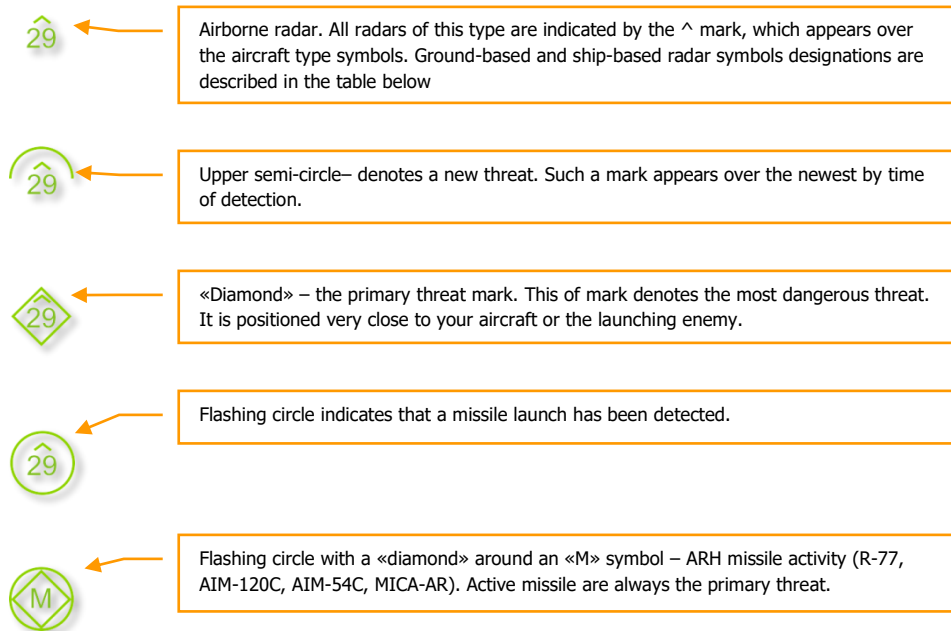 ^
29
Airborne radar. All radars of this type are indicated by the ^ mark, which appears over
the aircraft type symbols. Ground-based and ship-based radar symbols designations are
described in the table below
^
29
Upper semi-circle– denotes a new threat. Such a mark appears over the newest by time
of detection.
^
29
«Diamond» – the primary threat mark. This of mark denotes the most dangerous threat.
It is positioned very close to your aircraft or the launching enemy.
^
29
Flashing circle indicates that a missile launch has been detected.
M
Flashing circle with a «diamond» around an «M» symbol – ARH missile activity (R-77,
AIM-120C, AIM-54C, MICA-AR). Active missile are always the primary threat.